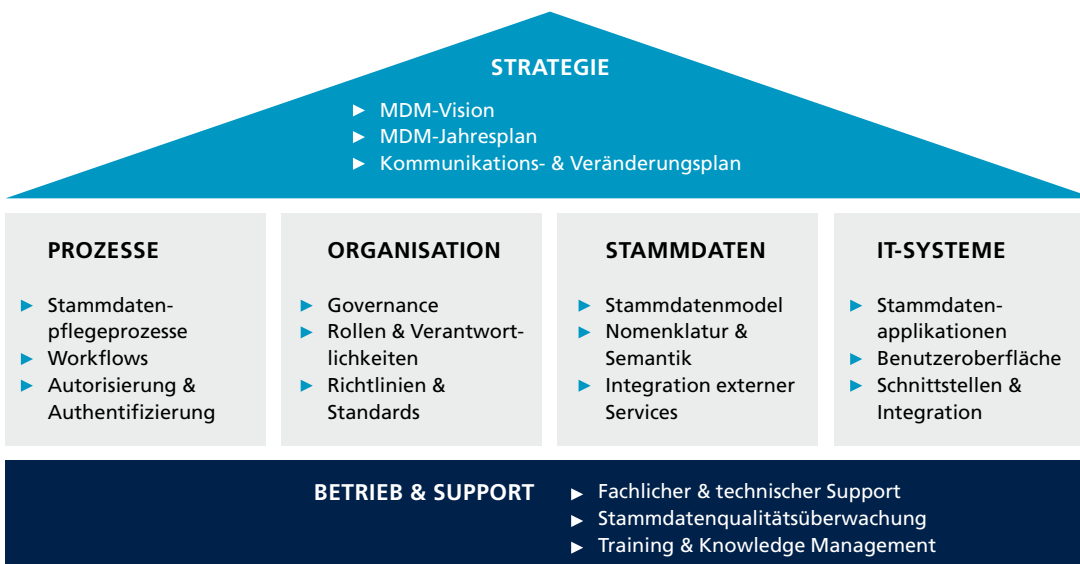 STRATEGIE
► MDM-Vision
► MDM-Jahresplan
► Kommunikations- & Veränderungsplan
PROZESSE
► Stammdaten-
pflegeprozesse
► Workflows
► Autorisierung &
Authentifizierung
ORGANISATION
► Governance
► Rollen & Verantwort-
lichkeiten
► Richtlinien &
Standards
STAMMDATEN
► Stammdatenmodel
► Nomenklatur &
Semantik
► Integration externer
Services
IT-SYSTEME
► Stammdaten-
applikationen
► Benutzeroberfläche
► Schnittstellen &
Integration
BETRIEB & SUPPORT
► Fachlicher & technischer Support
► Stammdatenqualitätsüberwachung
► Training & Knowledge Management